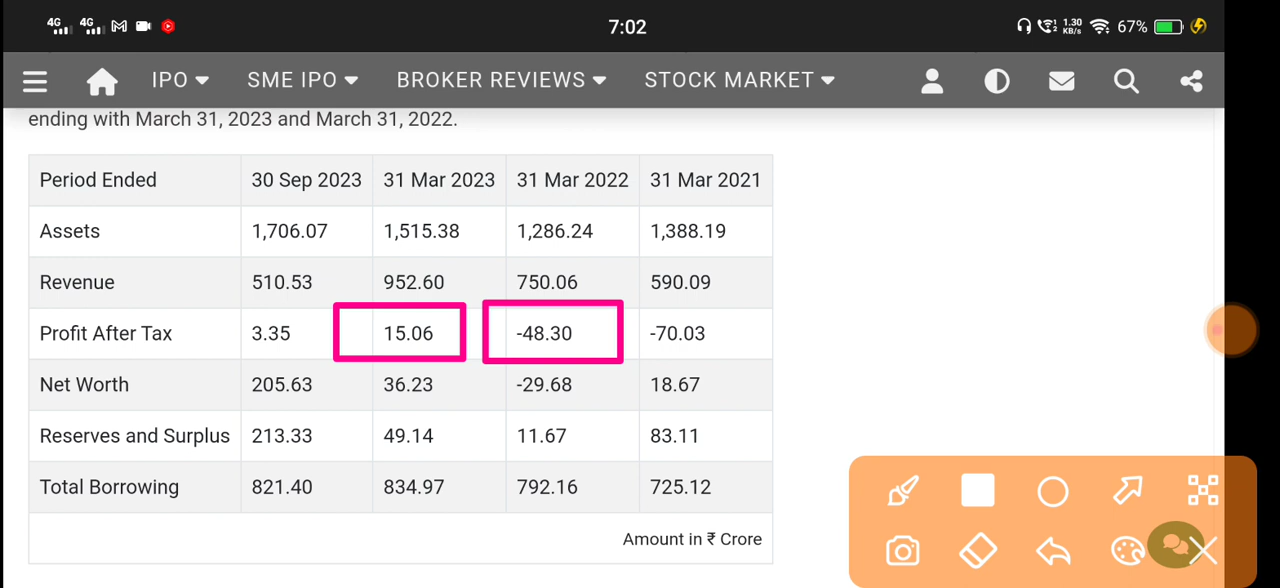 4G 4G 7:02 1.30 KB/s 67%
IPO SME IPO BROKER REVIEWS STOCK MARKET
ending with March 31, 2023 and March 31, 2022.
Period Ended 30 Sep 2023 31 Mar 2023 31 Mar 2022 31 Mar 2021
Assets 1,706.07 1,515.38 1,286.24 1,388.19
Revenue 510.53 952.60 750.06 590.09
Profit After Tax 3.35 15.06 -48.30 -70.03
Net Worth 205.63 36.23 -29.68 18.67
Reserves and Surplus 213.33 49.14 11.67 83.11
Total Borrowing 821.40 834.97 792.16 725.12
Amount in ₹ Crore